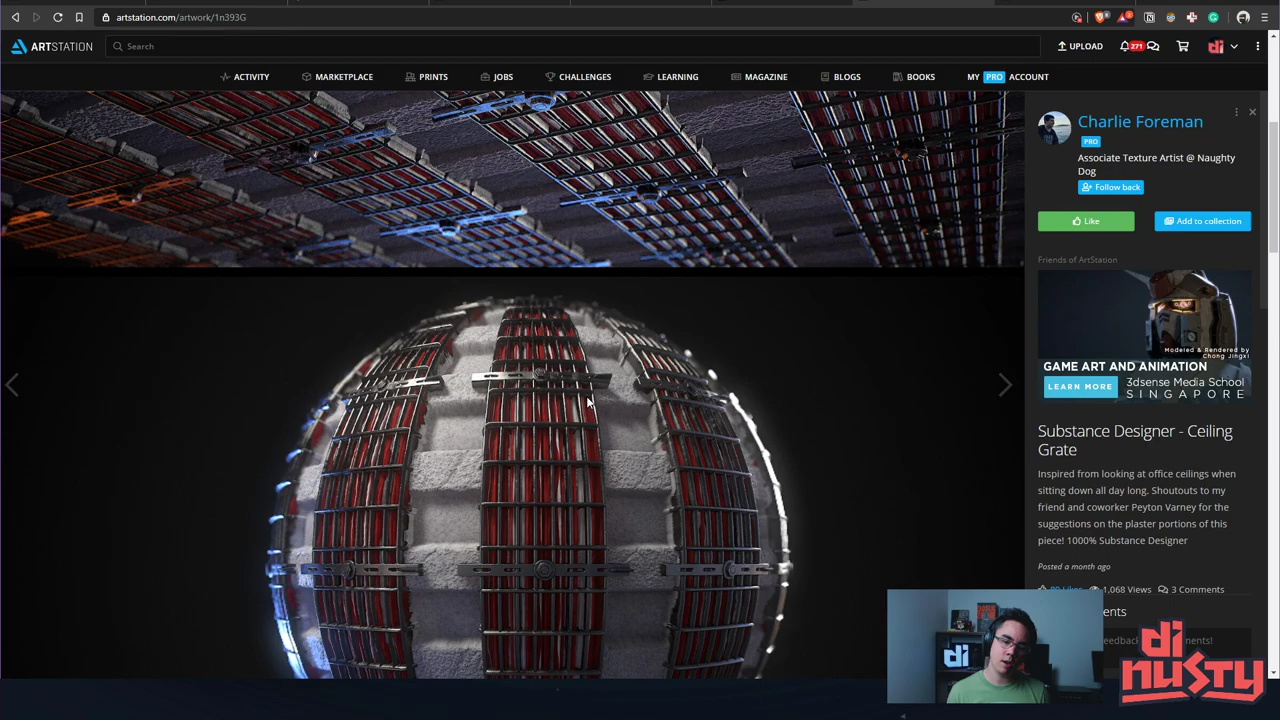 artstation.com/artwork/1n393G
ARTSTATION
Search
UPLOAD
271
di
ACTIVITY
MARKETPLACE
PRINTS
JOBS
CHALLENGES
LEARNING
MAGAZINE
BLOGS
BOOKS
MY PRO ACCOUNT
Charlie Foreman
PRO
Associate Texture Artist @ Naughty
Dog
Follow back
Like
Add to collection
Friends of ArtStation
Modeled & Rendered by
Chong Jingxi
GAME ART AND ANIMATION
LEARN MORE
3dsense Media School
SINGAPORE
Substance Designer - Ceiling
Grate
Inspired from looking at office ceilings when
sitting down all day long. Shoutouts to my
friend and coworker Peyton Varney for the
suggestions on the plaster portions of this
piece! 1000% Substance Designer
Posted a month ago
1,068 Views
3 Comments
di
di
nusty